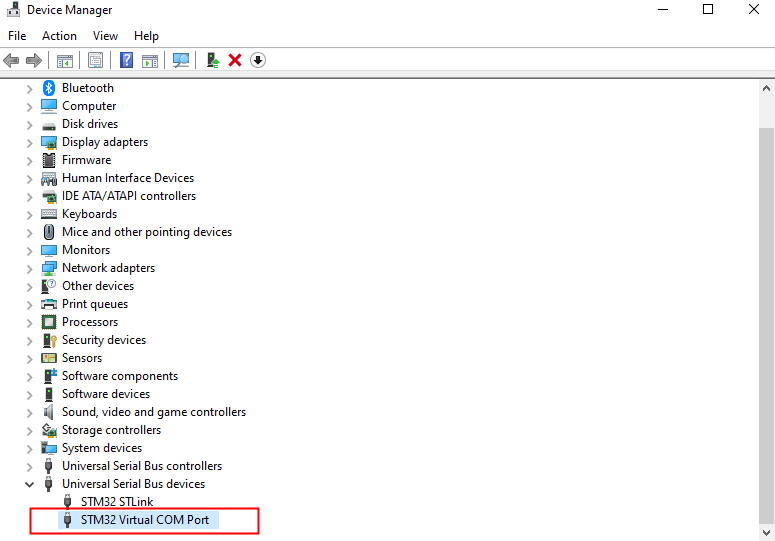 Device Manager
File Action View Help
Bluetooth
Computer
Disk drives
Display adapters
Firmware
Human Interface Devices
IDE ATA/ATAPI controllers
Keyboards
Mice and other pointing devices
Monitors
Network adapters
Other devices
Print queues
Processors
Security devices
Sensors
Software components
Software devices
Sound, video and game controllers
Storage controllers
System devices
Universal Serial Bus controllers
Universal Serial Bus devices
STM32 STLink
STM32 Virtual COM Port